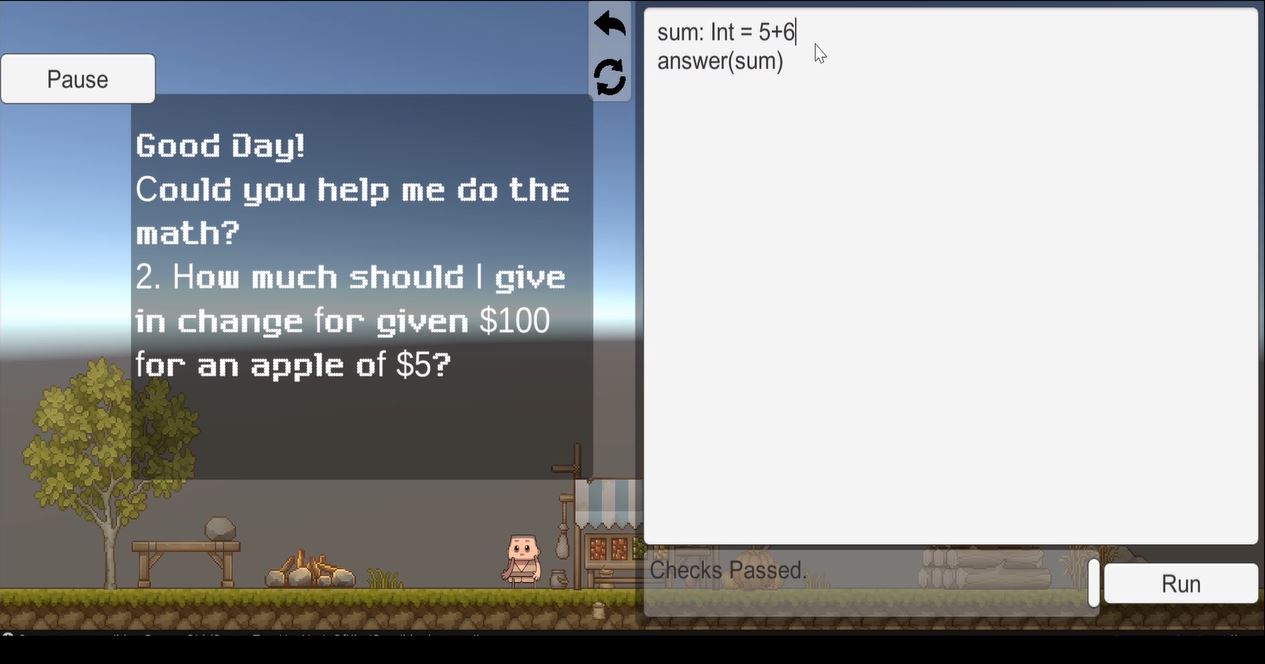 Pause
Good Day!
Could you help me do the
math?
2. How much should I give
in change for given $100
for an apple of $5?
sum: Int = 5+6
answer(sum)
Checks Passed.
Run